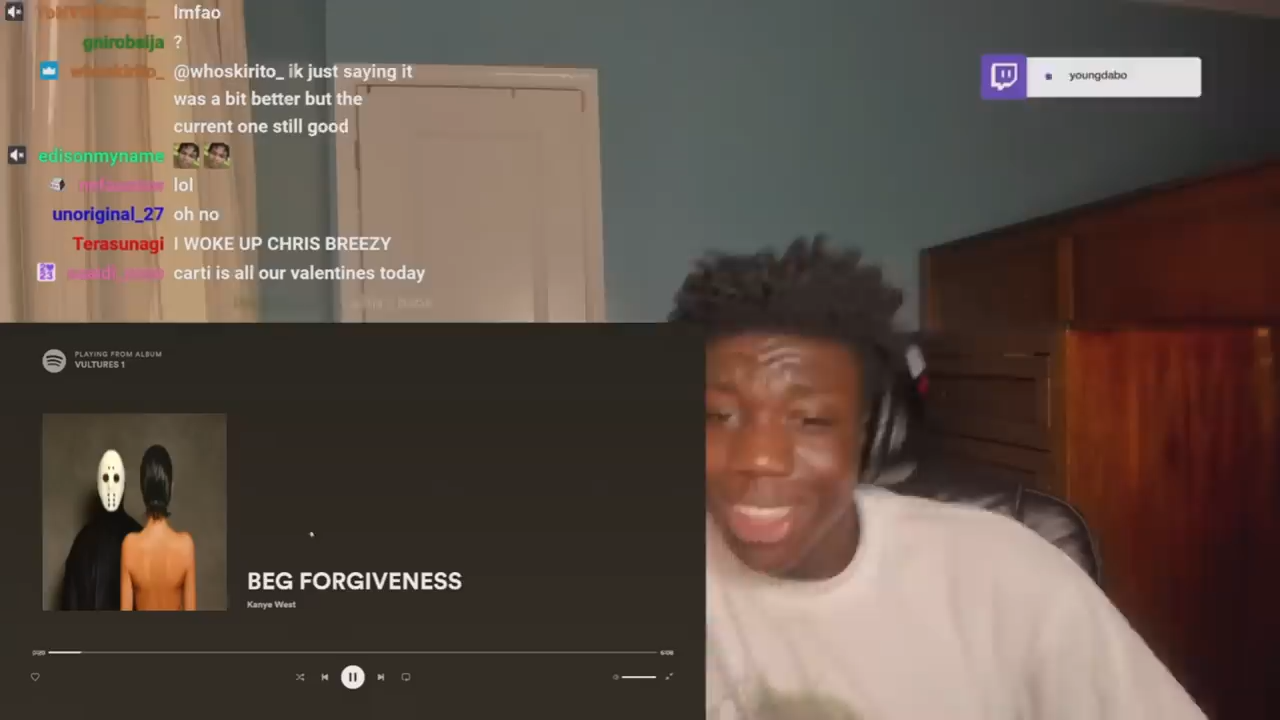 lmfao
gnirobaija ?
whoskirito_ @whoskirito_ ik just saying it
was a bit better but the
current one still good
edisonmyname
lol
unoriginal_27 oh no
Terasunagi I WOKE UP CHRIS BREEZY
carti is all our valentines today
youngdabo
PLAYING FROM ALBUM
VULTURES 1
BEG FORGIVENESS
Kanye West